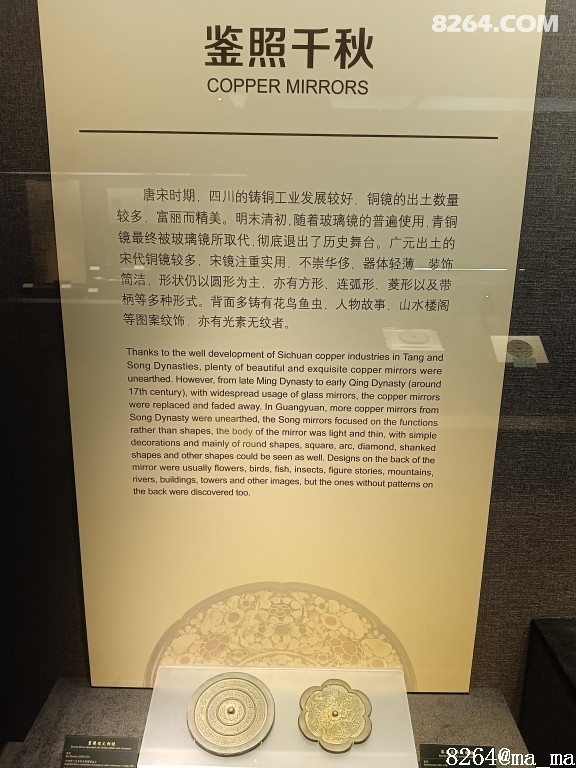 8264.COM
鉴照千秋
COPPER MIRRORS
唐宋时期，四川的铸铜工业发展较好，铜镜的出土数量
较多，富丽而精美。明末清初，随着玻璃镜的普遍使用，青铜
镜最终被玻璃镜所取代，彻底退出了历史舞台。广元出土的
宋代铜镜较多，宋镜注重实用，不崇华侈，器体轻薄，装饰
简洁，形状仍以圆形为主，亦有方形、连弧形、菱形以及带
柄等多种形式。背面多铸有花鸟鱼虫、人物故事、山水楼阁
等图案纹饰，亦有光素无纹者。
Thanks to the well development of Sichuan copper industries in Tang and
Song Dynasties, plenty of beautiful and exquisite copper mirrors were
unearthed. However, from late Ming Dynasty to early Qing Dynasty (around
17th century), with widespread usage of glass mirrors, the copper mirrors
were replaced and faded away. In Guangyuan, more copper mirrors from
Song Dynasty were unearthed, the Song mirrors focused on the functions
rather than shapes, the body of the mirror was light and thin, with simple
decorations and mainly of round shapes, square, arc, diamond, shanked
shapes and other shapes could be seen as well. Designs on the back of the
mirror were usually flowers, birds, fish, insects, figure stories, mountains,
rivers, buildings, towers and other images, but the ones without patterns on
the back were discovered too.
8264@ma_ma